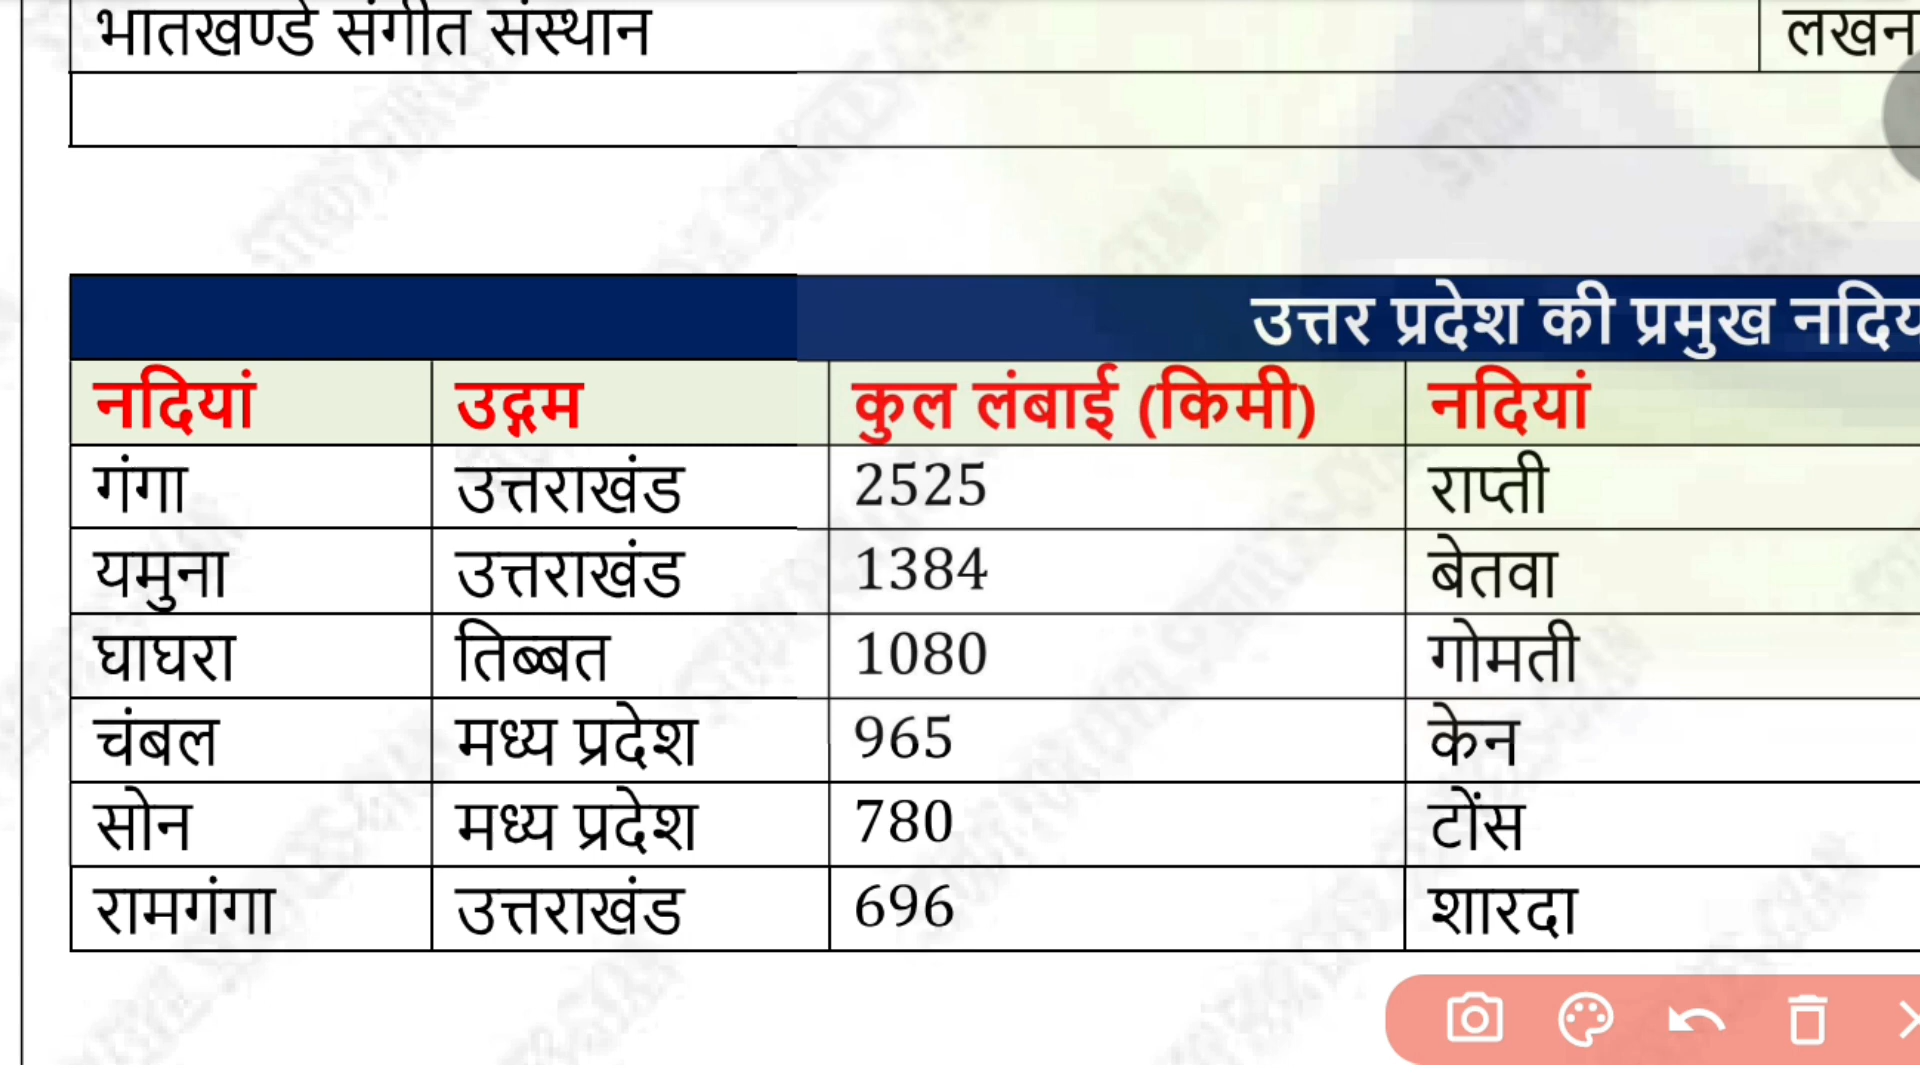 भातखण्डे संगीत संस्थान लखन
उत्तर प्रदेश की प्रमुख नदिय
नदियां उद्गम कुल लंबाई (किमी) नदियां
गंगा उत्तराखंड 2525 राप्ती
यमुना उत्तराखंड 1384 बेतवा
घाघरा तिब्बत 1080 गोमती
चंबल मध्य प्रदेश 965 केन
सोन मध्य प्रदेश 780 टोंस
रामगंगा उत्तराखंड 696 शारदा